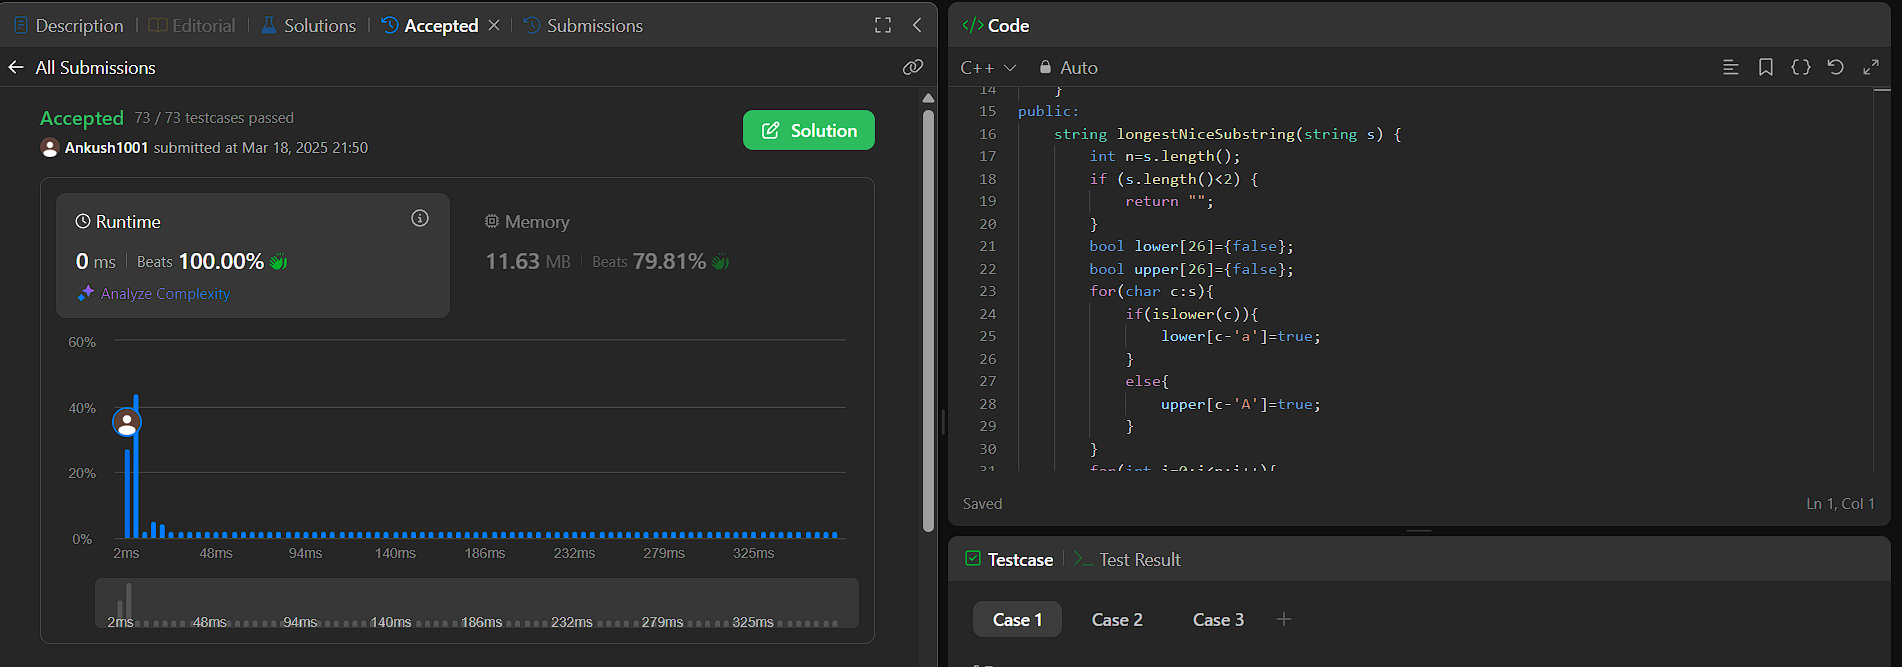 Description | Editorial | Solutions | Accepted × | Submissions
All Submissions
Accepted 73 / 73 testcases passed
Ankush1001 submitted at Mar 18, 2025 21:50
Solution
Runtime
0 ms | Beats 100.00%
Analyze Complexity
Memory
11.63 MB | Beats 79.81%
60%
40%
20%
0%
2ms 48ms 94ms 140ms 186ms 232ms 279ms 325ms
2ms 48ms 94ms 140ms 186ms 232ms 279ms 325ms
</> Code
C++ Auto
14 }
15 public:
16 string longestNiceSubstring(string s) {
17 int n=s.length();
18 if (s.length()<2) {
19 return "";
20 }
21 bool lower[26]={false};
22 bool upper[26]={false};
23 for(char c:s){
24 if(islower(c)){
25 lower[c-'a']=true;
26 }
27 else{
28 upper[c-'A']=true;
29 }
30 }
31 for(int i=0;i<n;i++){
Saved Ln 1, Col 1
Testcase | >_ Test Result
Case 1 Case 2 Case 3 +